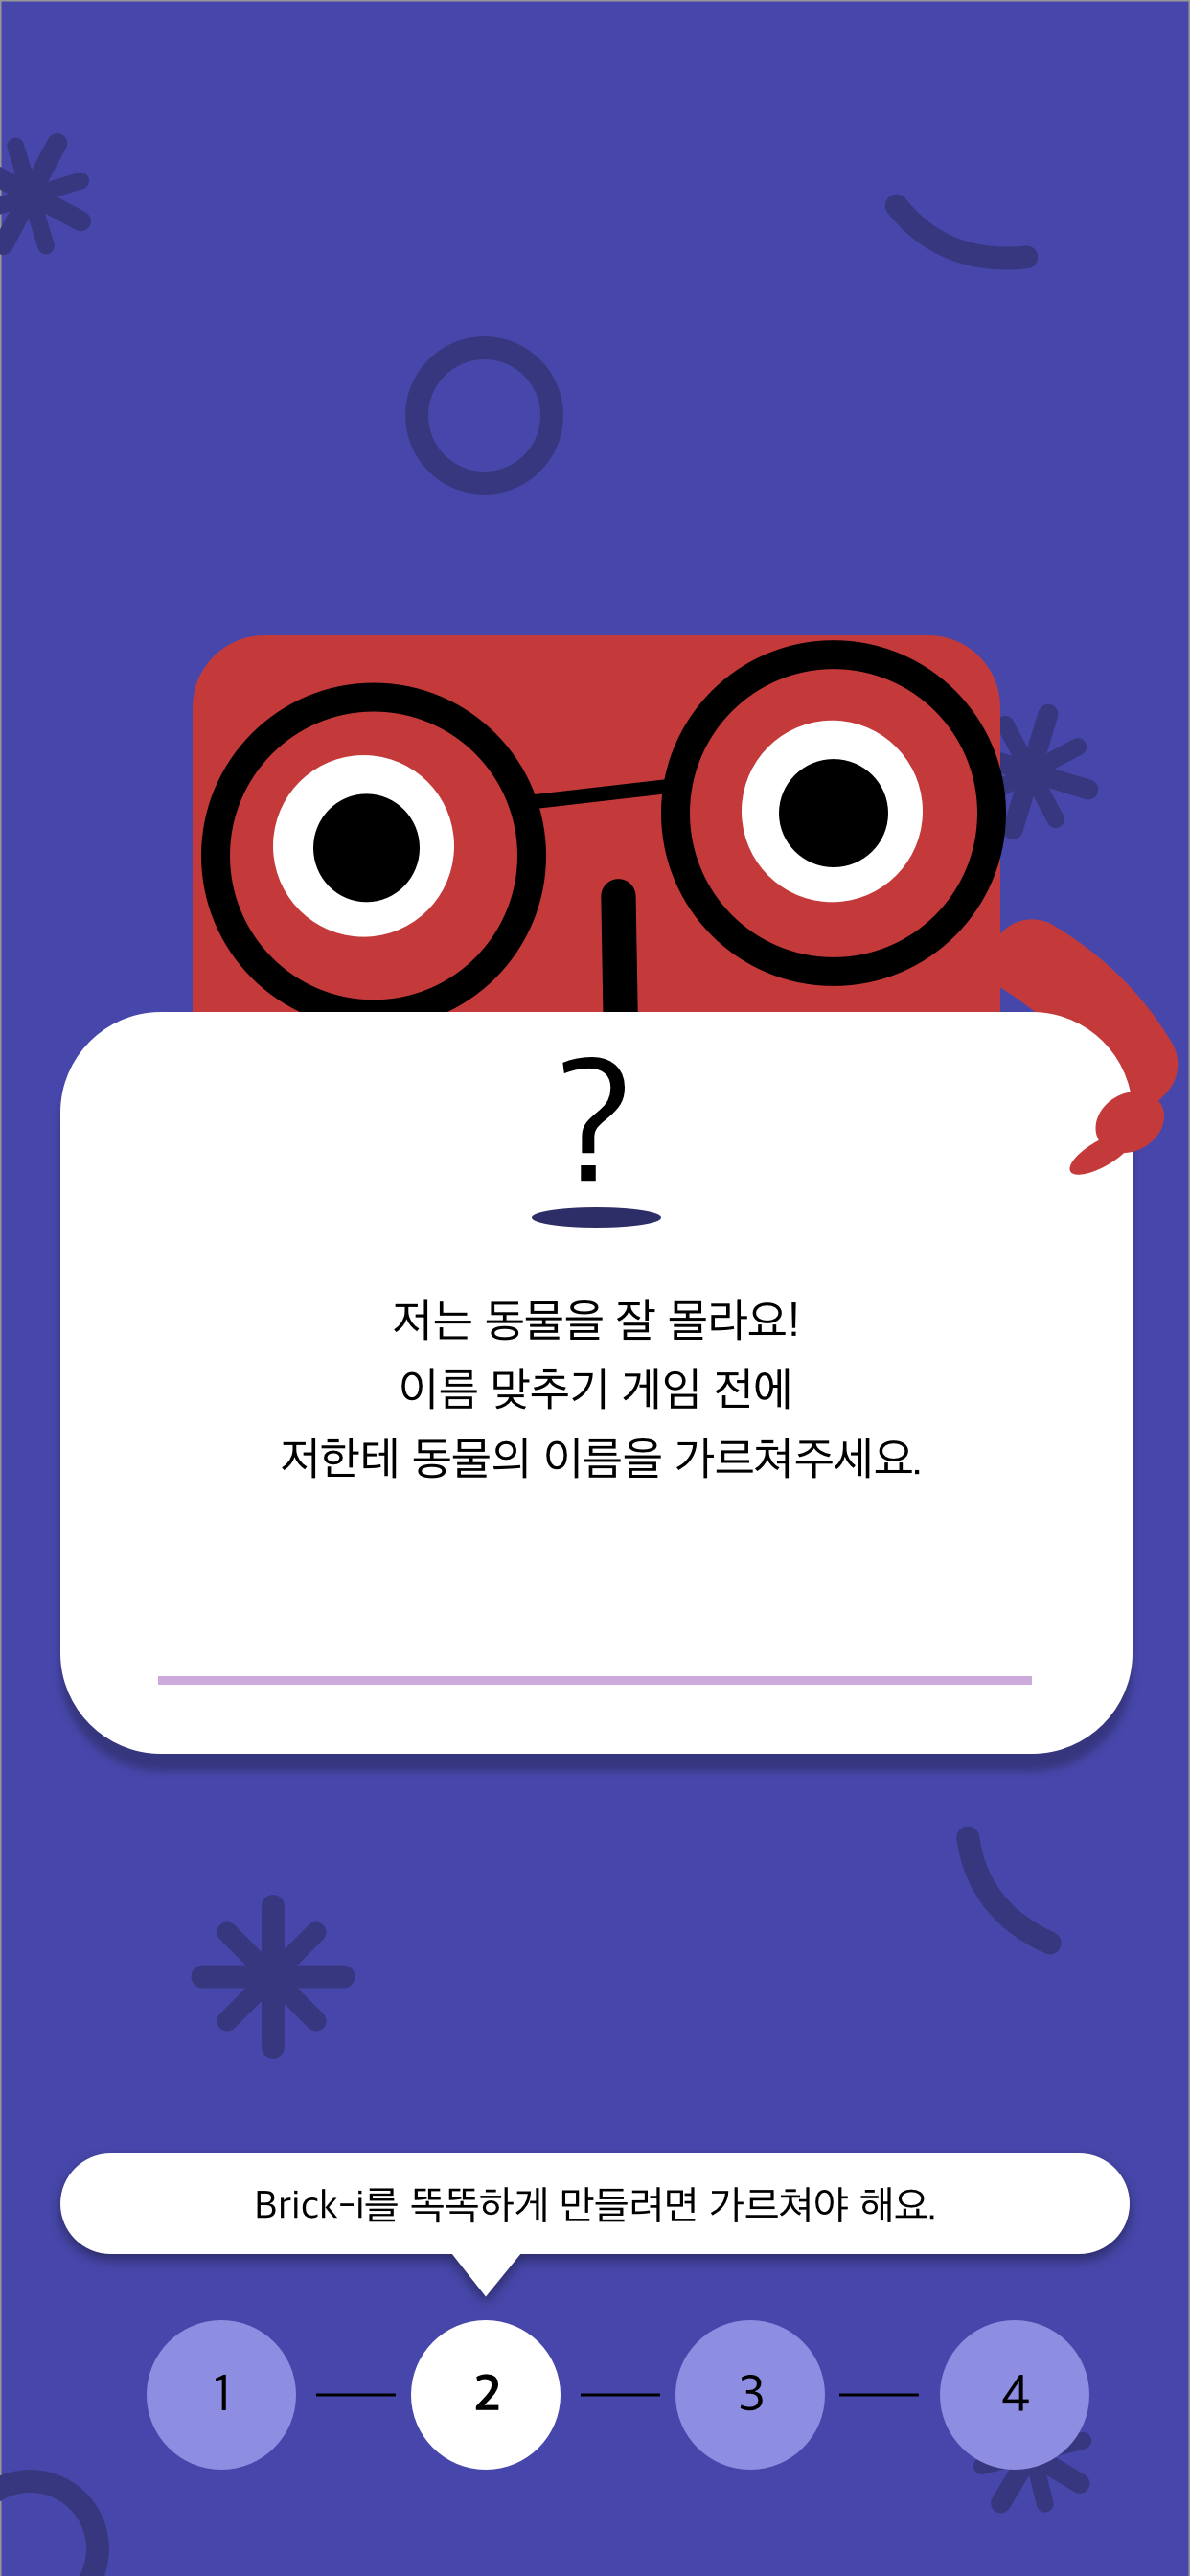 ?
저는 동물을 잘 몰라요!
이름 맞추기 게임 전에
저한테 동물의 이름을 가르쳐주세요.
Brick-i를 똑똑하게 만들려면 가르쳐야 해요.
1 2 3 4